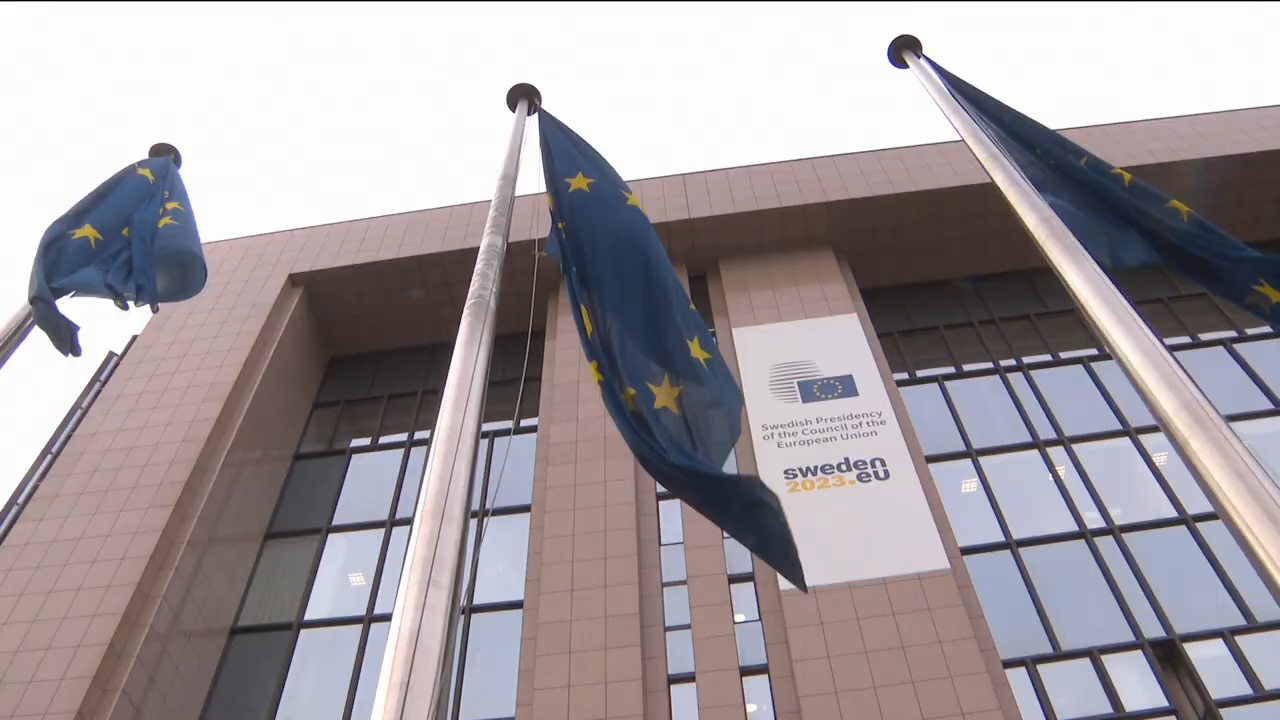 Swedish Presidency
of the Council of the
European Union
sweden
2023.eu